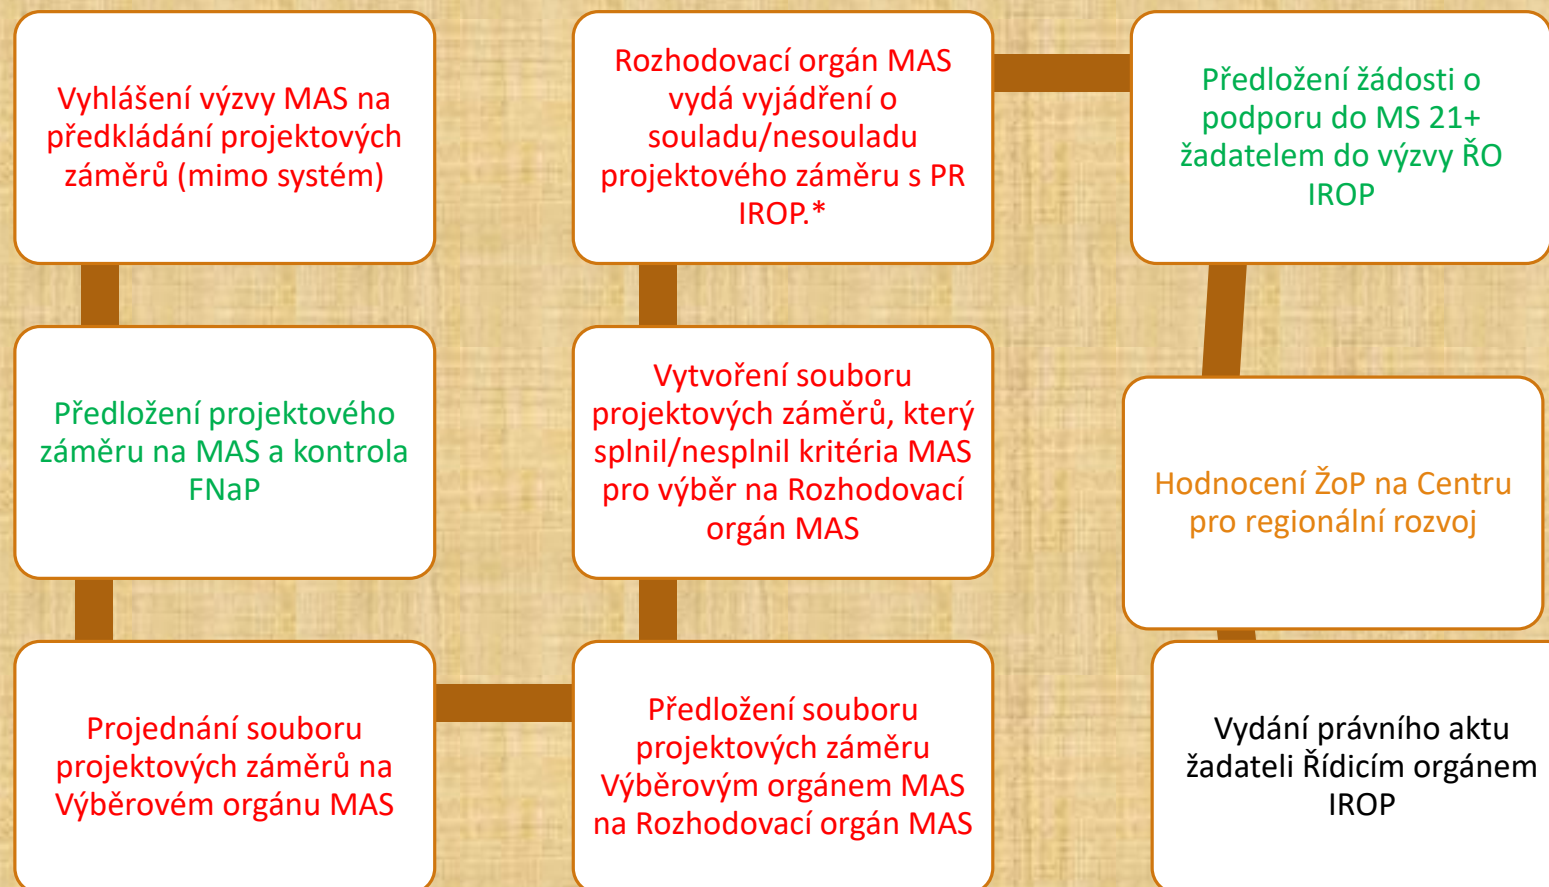 Vyhlášení výzvy MAS na
předkládání projektových
záměrů (mimo systém)
Předložení projektového
záměru na MAS a kontrola
FNaP
Projednání souboru
projektových záměrů na
Výběrovém orgánu MAS
Předložení souboru
projektových záměru
Výběrovým orgánem MAS
na Rozhodovací orgán MAS
Vytvoření souboru
projektových záměrů, který
splnil/nesplnil kritéria MAS
pro výběr na Rozhodovací
orgán MAS
Rozhodovací orgán MAS
vydá vyjádření o
souladu/nesouladu
projektového záměru s PR
IROP.*
Předložení žádosti o
podporu do MS 21+
žadatelem do výzvy ŘO
IROP
Hodnocení ŽoP na Centru
pro regionální rozvoj
Vydání právního aktu
žadateli Řídicím orgánem
IROP